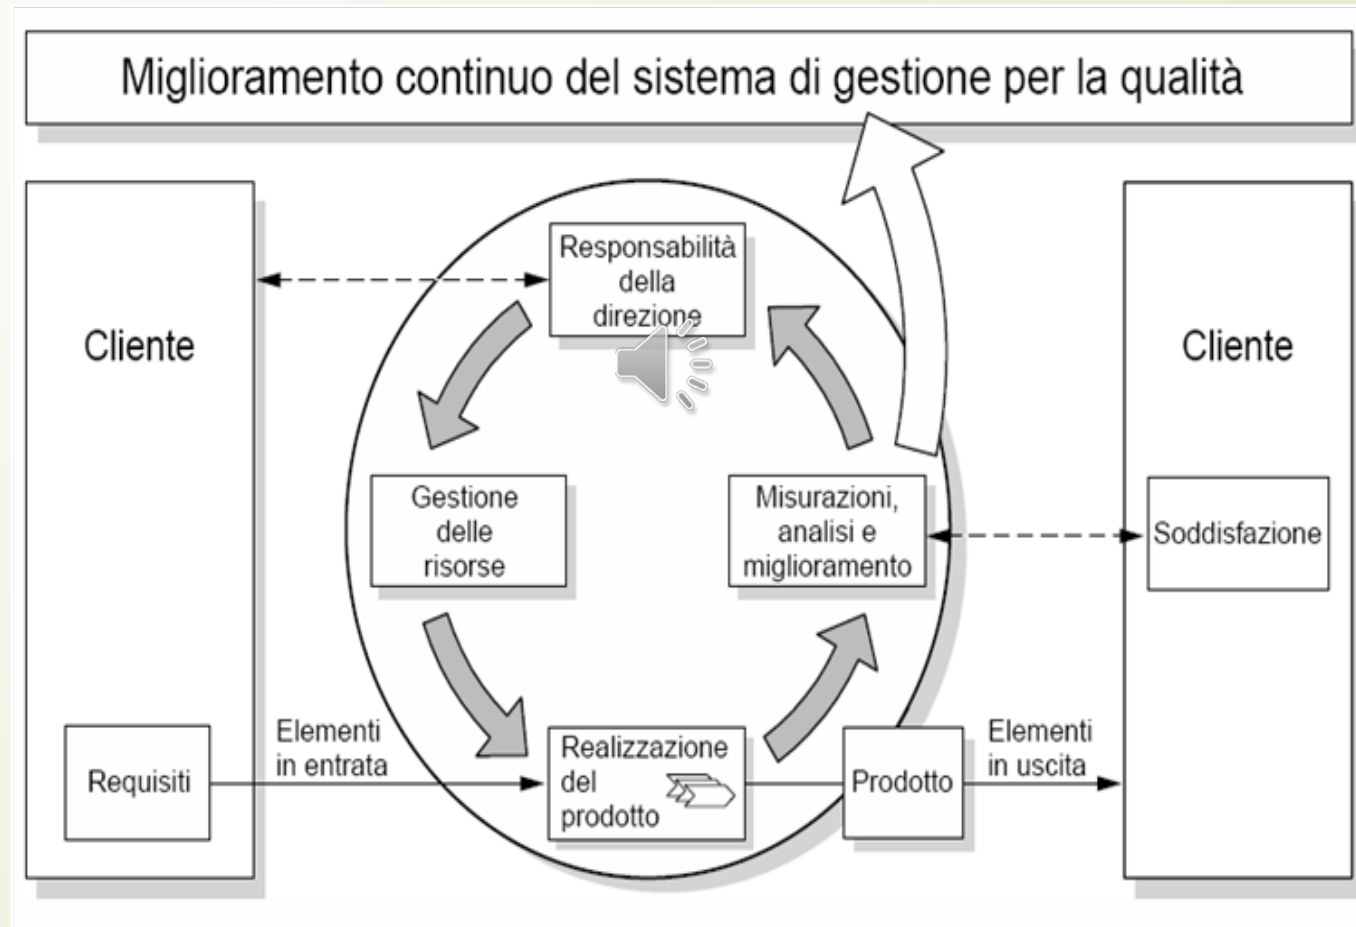 Miglioramento continuo del sistema di gestione per la qualità
Cliente
Responsabilità
della
direzione
Cliente
Gestione
delle
risorse
Misurazioni,
analisi e
miglioramento
Soddisfazione
Requisiti
Elementi
in entrata
Realizzazione
del
prodotto
Prodotto
Elementi
in uscita